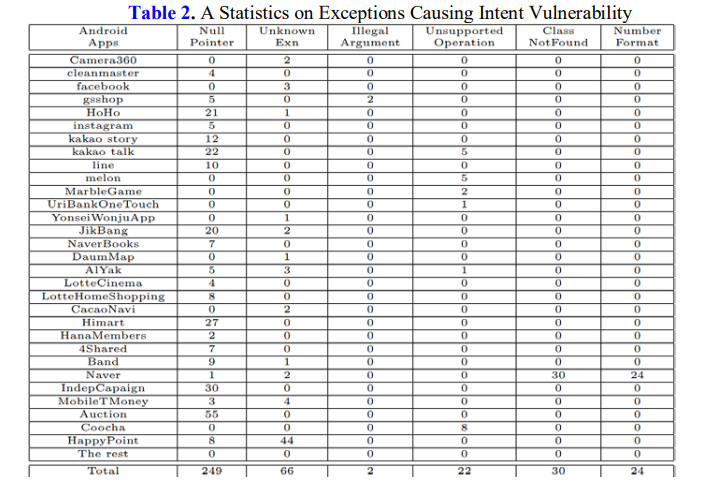 Table 2. A Statistics on Exceptions Causing Intent Vulnerability
Android Apps Null Pointer Unknown Exn Illegal Argument Unsupported Operation Class NotFound Number Format
Camera360 0 2 0 0 0 0
cleanmaster 4 0 0 0 0 0
facebook 0 3 0 0 0 0
gsshop 5 0 2 0 0 0
HoHo 21 1 0 0 0 0
instagram 5 0 0 0 0 0
kakao story 12 0 0 0 0 0
kakao talk 22 0 0 5 0 0
line 10 0 0 0 0 0
melon 0 0 0 5 0 0
MarbleGame 0 0 0 2 0 0
UriBankOneTouch 0 0 0 1 0 0
YonseiWonjuApp 0 1 0 0 0 0
JikBang 20 2 0 0 0 0
NaverBooks 7 0 0 0 0 0
DaumMap 0 1 0 0 0 0
AlYak 5 3 0 1 0 0
LotteCinema 4 0 0 0 0 0
LotteHomeShopping 8 0 0 0 0 0
CacaoNavi 0 2 0 0 0 0
Himart 27 0 0 0 0 0
HanaMembers 2 0 0 0 0 0
4Shared 7 0 0 0 0 0
Band 9 1 0 0 0 0
Naver 1 2 0 0 30 24
IndepCapaign 30 0 0 0 0 0
MobileTMoney 3 4 0 0 0 0
Auction 55 0 0 0 0 0
Coocha 0 0 0 8 0 0
HappyPoint 8 44 0 0 0 0
The rest 0 0 0 0 0 0
Total 249 66 2 22 30 24